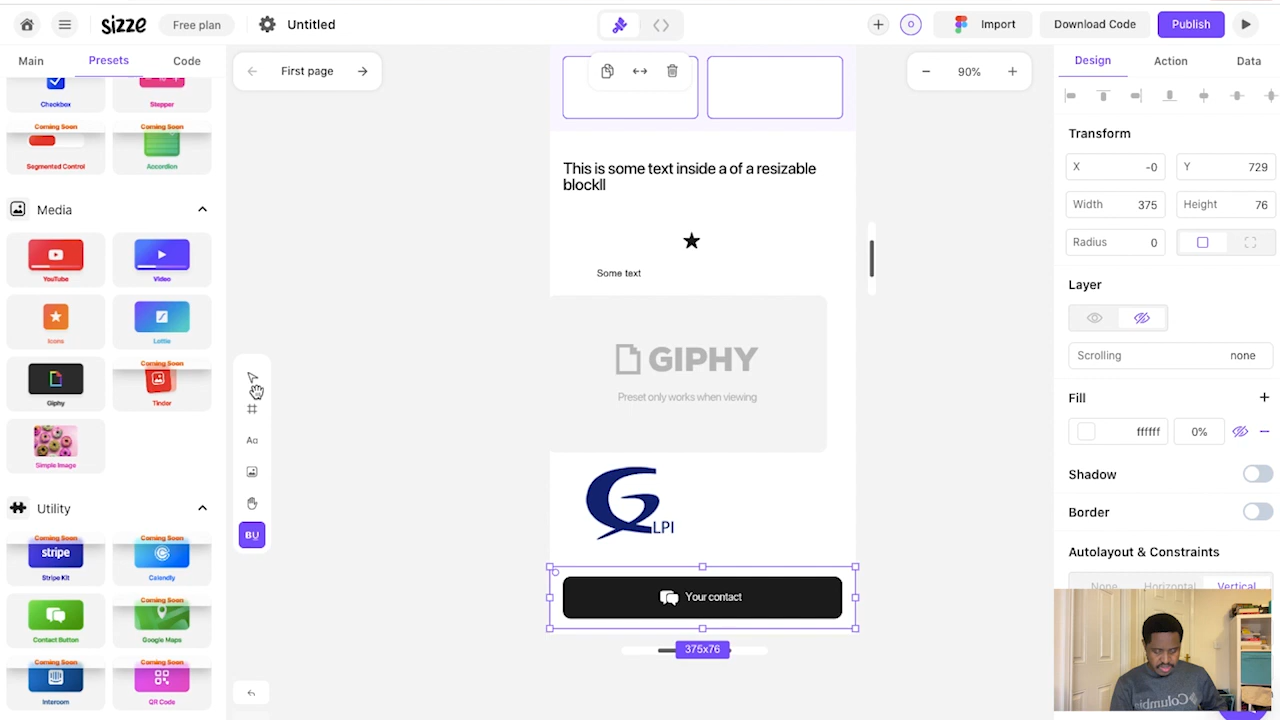 sizze
Free plan
Untitled
Import
Download Code
Publish
Main
Presets
Code
First page
90%
Design
Action
Data
Checkbox
Stepper
Coming Soon
Coming Soon
Segmented Control
Accordion
Media
YouTube
Video
Icons
Lottie
Coming Soon
Giphy
Tinder
Simple Image
Utility
Coming Soon
Coming Soon
stripe
Stripe Kit
Calendly
Coming Soon
Contact Button
Google Maps
Coming Soon
Coming Soon
Intercom
QR Code
Aa
BU
This is some text inside a of a resizable
blockll
Some text
GIPHY
Preset only works when viewing
LPI
Your contact
375x76
Transform
X -0
Y 729
Width 375
Height 76
Radius 0
Layer
Scrolling none
Fill
ffffff
0%
Shadow
Border
Autolayout & Constraints
None
Horizontal
Vertical
Columbia